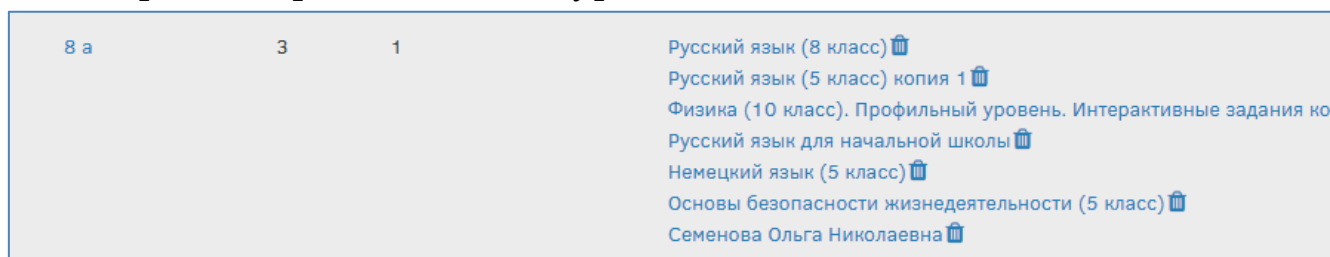 8 а 3 1 Русский язык (8 класс)
Русский язык (5 класс) копия 1
Физика (10 класс). Профильный уровень. Интерактивные задания ко
Русский язык для начальной школы
Немецкий язык (5 класс)
Основы безопасности жизнедеятельности (5 класс)
Семенова Ольга Николаевна